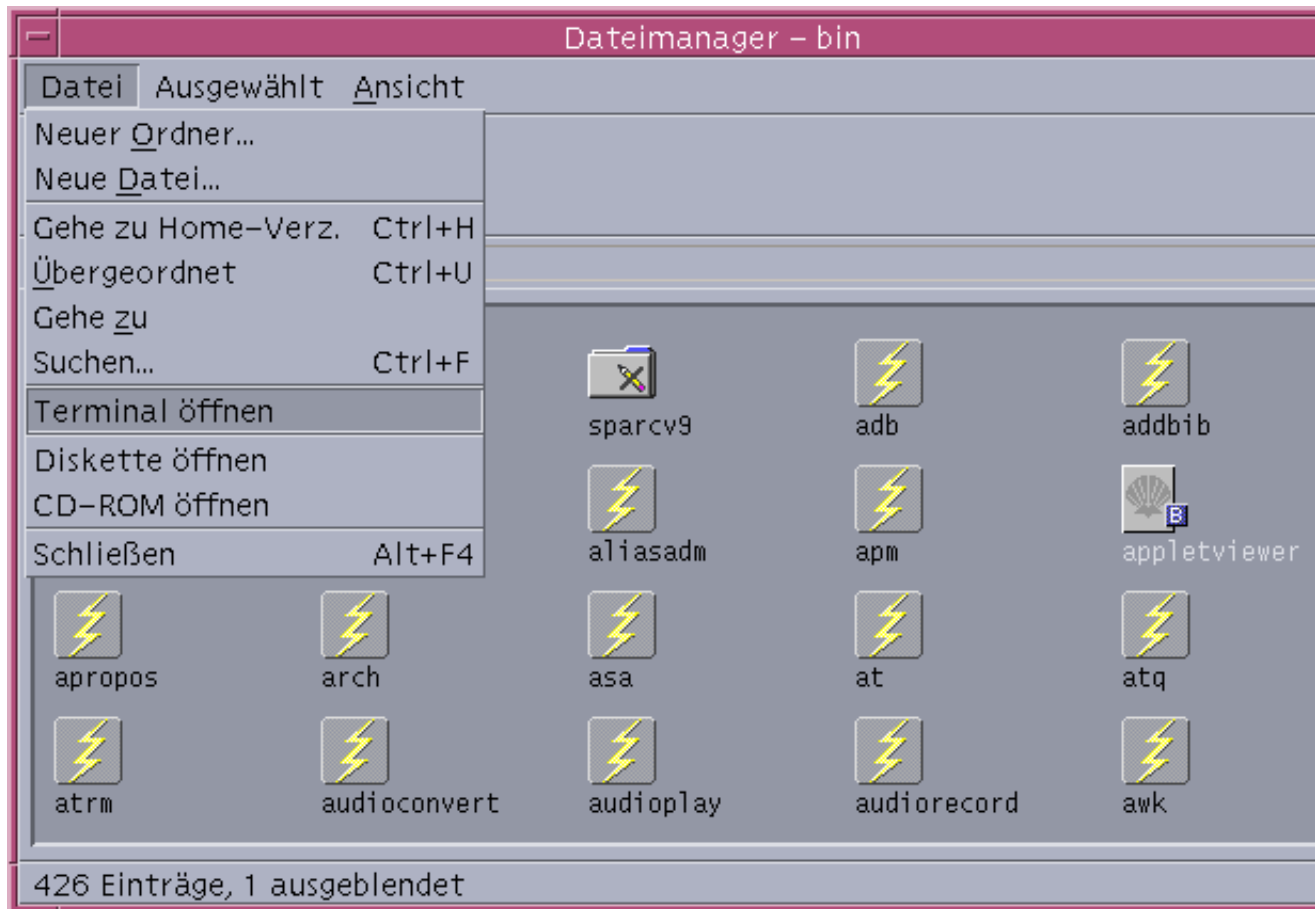 Dateimanager – bin
Datei Ausgewählt Ansicht
Neuer Ordner...
Neue Datei...
Gehe zu Home–Verz. Ctrl+H
Übergeordnet Ctrl+U
Gehe zu
Suchen... Ctrl+F
Terminal öffnen
Diskette öffnen
CD–ROM öffnen
Schließen Alt+F4
sparcv9 adb addbib
aliasadm apm appletviewer
B
apropos arch asa at atq
atrm audioconvert audioplay audiorecord awk
426 Einträge, 1 ausgeblendet